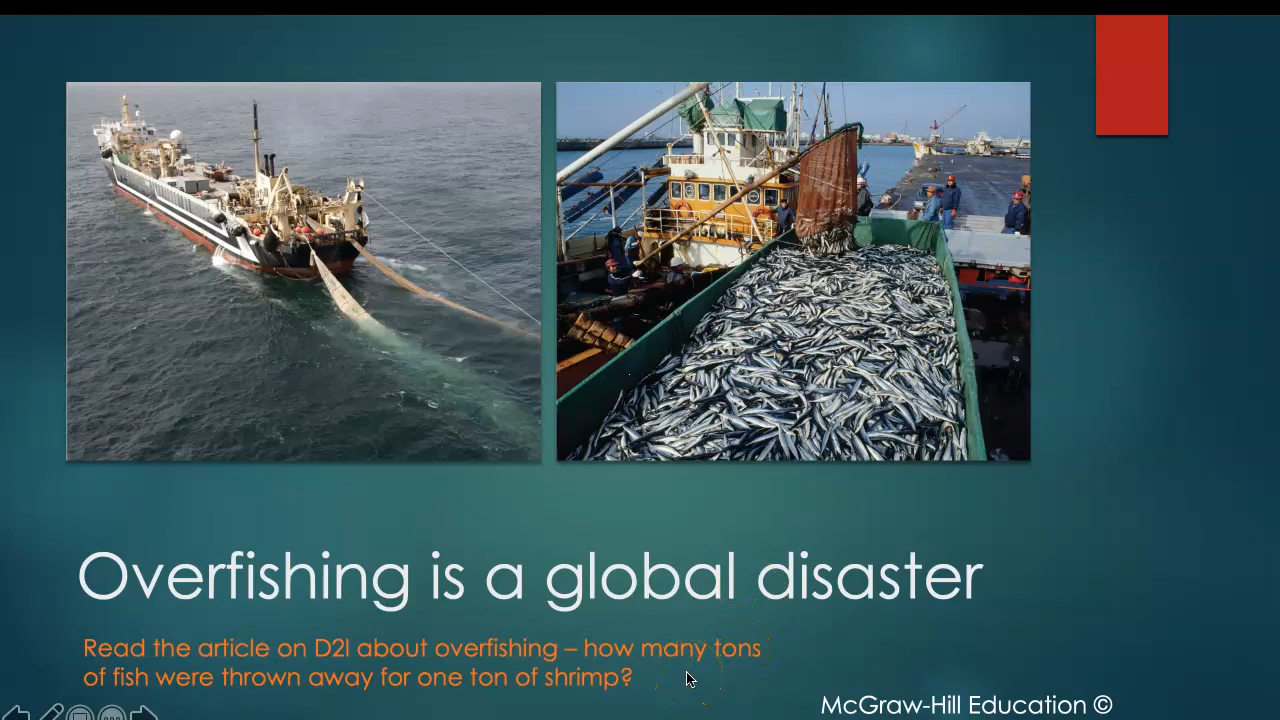 Overfishing is a global disaster
Read the article on D2l about overfishing – how many tons
of fish were thrown away for one ton of shrimp?
McGraw-Hill Education ©